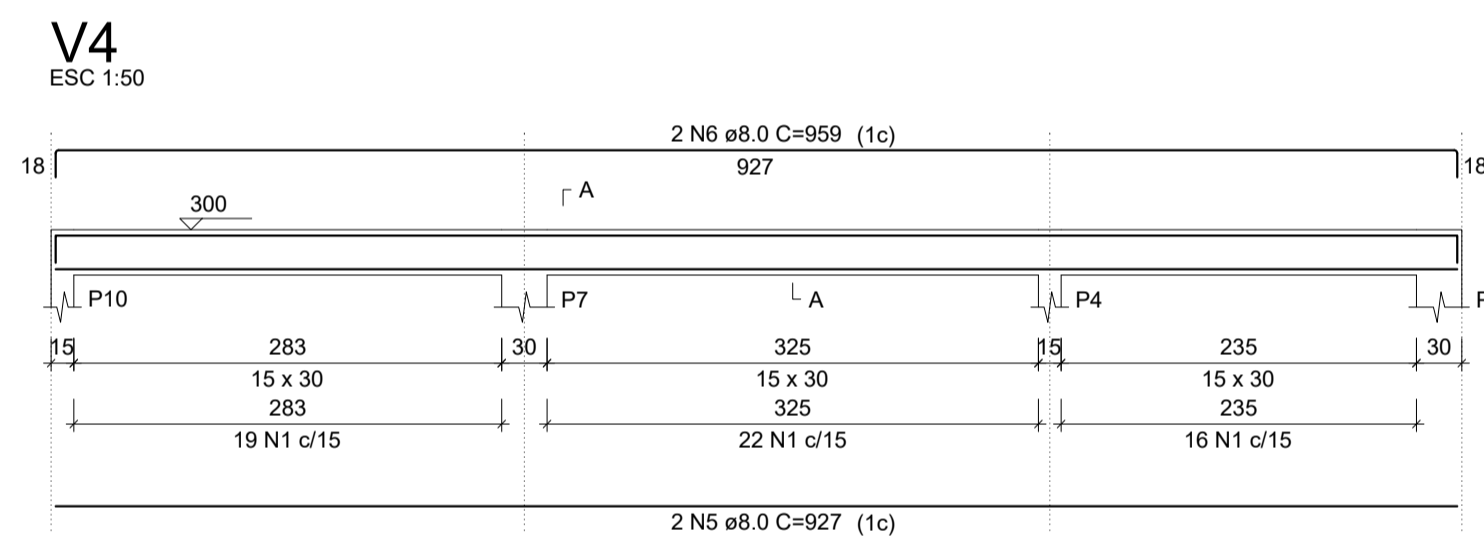 V4
ESC 1:50
2 N6 ø8.0 C=959 (1c)
18 927 18
A
300
P10 P7 A P4 P
15 283 30 325 15 235 30
15 x 30 15 x 30 15 x 30
283 325 235
19 N1 c/15 22 N1 c/15 16 N1 c/15
2 N5 ø8.0 C=927 (1c)